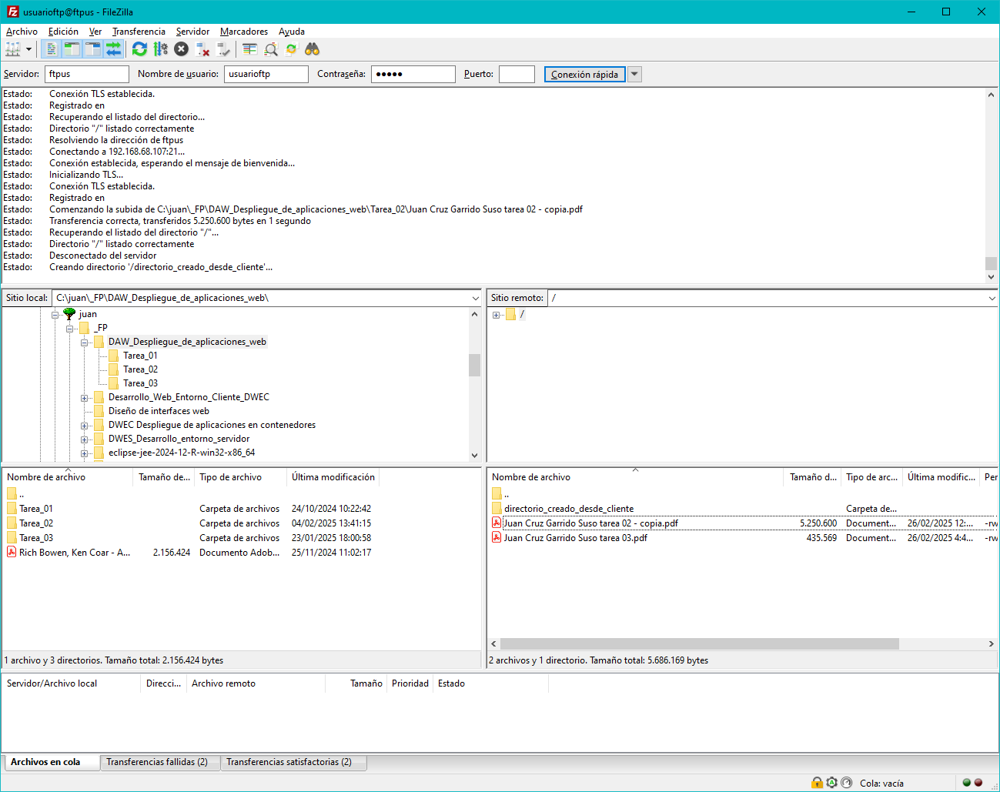 usuarioftp@ftpus - FileZilla
Archivo Edición Ver Transferencia Servidor Marcadores Ayuda
Servidor: ftpus Nombre de usuario: usuarioftp Contraseña: ●●●●● Puerto: Conexión rápida
Estado: Conexión TLS establecida.
Estado: Registrado en
Estado: Recuperando el listado del directorio...
Estado: Directorio "/" listado correctamente
Estado: Resolviendo la dirección de ftpus
Estado: Conectando a 192.168.68.107:21...
Estado: Conexión establecida, esperando el mensaje de bienvenida...
Estado: Inicializando TLS...
Estado: Conexión TLS establecida.
Estado: Registrado en
Estado: Comenzando la subida de C:\juan\_FP\DAW_Despliegue_de_aplicaciones_web\Tarea_02\Juan Cruz Garrido Suso tarea 02 - copia.pdf
Estado: Transferencia correcta, transferidos 5.250.600 bytes en 1 segundo
Estado: Recuperando el listado del directorio "/"...
Estado: Directorio "/" listado correctamente
Estado: Desconectado del servidor
Estado: Creando directorio '/directorio_creado_desde_cliente'...
Sitio local: C:\juan\_FP\DAW_Despliegue_de_aplicaciones_web\
juan
_FP
DAW_Despliegue_de_aplicaciones_web
Tarea_01
Tarea_02
Tarea_03
Desarrollo_Web_Entorno_Cliente_DWEC
Diseño de interfaces web
DWEC Despliegue de aplicaciones en contenedores
DWES_Desarrollo_entorno_servidor
eclipse-jee-2024-12-R-win32-x86_64
Sitio remoto: /
/
Nombre de archivo Tamaño de... Tipo de archivo Última modificación
..
Tarea_01 Carpeta de archivos 24/10/2024 10:22:42
Tarea_02 Carpeta de archivos 04/02/2025 13:41:15
Tarea_03 Carpeta de archivos 23/01/2025 18:00:58
Rich Bowen, Ken Coar - A... 2.156.424 Documento Adob... 25/11/2024 11:02:17
1 archivo y 3 directorios. Tamaño total: 2.156.424 bytes
Nombre de archivo Tamaño d... Tipo de arc... Última modific... Per
..
directorio_creado_desde_cliente Carpeta de...
Juan Cruz Garrido Suso tarea 02 - copia.pdf 5.250.600 Document... 26/02/2025 12:... -rw
Juan Cruz Garrido Suso tarea 03.pdf 435.569 Document... 26/02/2025 4:4... -rw
2 archivos y 1 directorio. Tamaño total: 5.686.169 bytes
Servidor/Archivo local Direcci... Archivo remoto Tamaño Prioridad Estado
Archivos en cola Transferencias fallidas (2) Transferencias satisfactorias (2)
Cola: vacía